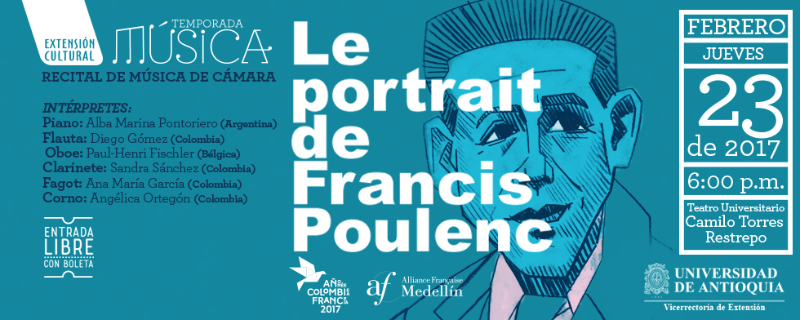 EXTENSIÓN
CULTURAL
TEMPORADA
MÚSICA
RECITAL DE MÚSICA DE CÁMARA
INTÉRPRETES:
Piano: Alba Marina Pontoriero (Argentina)
Flauta: Diego Gómez (Colombia)
Oboe: Paul-Henri Fischler (Bélgica)
Clarinete: Sandra Sánchez (Colombia)
Fagot: Ana María García (Colombia)
Corno: Angélica Ortegón (Colombia)
ENTRADA
LIBRE
CON BOLETA
Le
portrait
de
Francis
Poulenc
AÑO
COLOMBIA
FRANCIA
2017
af
Alliance Française
Medellín
FEBRERO
JUEVES
23
de 2017
6:00 p.m.
Teatro Universitario
Camilo Torres
Restrepo
UNIVERSIDAD
DE ANTIOQUIA
Vicerrectoría de Extensión